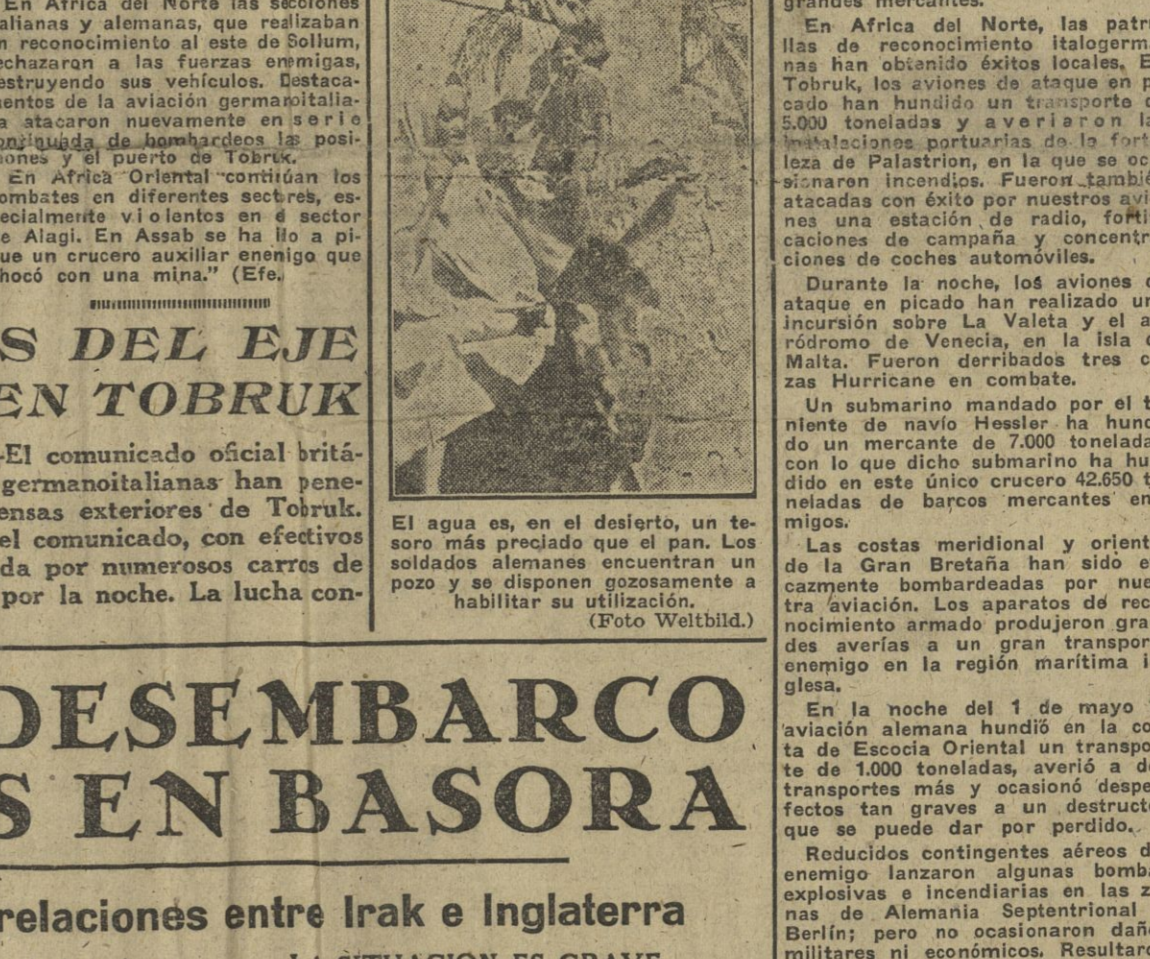 En Africa del Norte las secciones
alianas y alemanas, que realizaban
n reconocimiento al este de Sollum,
echazaron a las fuerzas enemigas,
estruyendo sus vehículos. Destaca-
entos de la aviación germanoitalia-
a atacaron nuevamente en serie
ontinuada de bombardeos las posi-
iones y el puerto de Tobruk.
En Africa Oriental continúan los
ombates en diferentes sectores, es-
ecialmente violentos en el sector
e Alagi. En Assab se ha ido a pi-
que un crucero auxiliar enemigo que
hocó con una mina." (Efe.
S DEL EJE
EN TOBRUK
-El comunicado oficial britá-
germanoitalianas han pene-
ensas exteriores de Tobruk.
el comunicado, con efectivos
da por numerosos carros de
por la noche. La lucha con-
El agua es, en el desierto, un te-
soro más preciado que el pan. Los
soldados alemanes encuentran un
pozo y se disponen gozosamente a
habilitar su utilización.
(Foto Weltbild.)
DESEMBARCO
S EN BASORA
relaciones entre Irak e Inglaterra
LA SITUACION ES GRAVE
grandes mercantes.
En Africa del Norte, las patru
llas de reconocimiento italogerma
nas han obtenido éxitos locales. E
Tobruk, los aviones de ataque en p
cado han hundido un transporte d
5.000 toneladas y averiaron la
instalaciones portuarias de la forta
leza de Palastrion, en la que se oca
sionaron incendios. Fueron también
atacadas con éxito por nuestros avi
nes una estación de radio, fortif
caciones de campaña y concentra
ciones de coches automóviles.
Durante la noche, los aviones d
ataque en picado han realizado un
incursión sobre La Valeta y el a
ródromo de Venecia, en la isla d
Malta. Fueron derribados tres c
zas Hurricane en combate.
Un submarino mandado por el t
niente de navío Hessler ha hund
do un mercante de 7.000 tonelada
con lo que dicho submarino ha hu
dido en este único crucero 42.650 t
neladas de barcos mercantes en
migos.
Las costas meridional y orient
de la Gran Bretaña han sido e
cazmente bombardeadas por nue
tra aviación. Los aparatos de rec
nocimiento armado produjeron gra
des averías a un gran transpor
enemigo en la región marítima i
glesa.
En la noche del 1 de mayo
aviación alemana hundió en la co
ta de Escocia Oriental un transpo
te de 1.000 toneladas, averió a d
transportes más y ocasionó despe
fectos tan graves a un destructo
que se puede dar por perdido.
Reducidos contingentes aéreos d
enemigo lanzaron algunas bomba
explosivas e incendiarias en las z
nas de Alemania Septentrional
Berlín; pero no ocasionaron daño
militares ni económicos. Resultaro